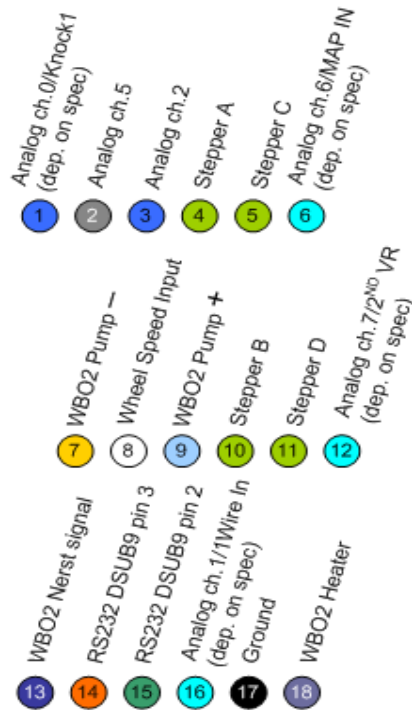 Analog ch.0/Knock1
(dep. on spec)
Analog ch.5
Analog ch.2
Stepper A
Stepper C
Analog ch.6/MAP IN
(dep. on spec)
1
2
3
4
5
6
WBO2 Pump −
Wheel Speed Input
WBO2 Pump +
Stepper B
Stepper D
Analog ch.7/2ND VR
(dep. on spec)
7
8
9
10
11
12
WBO2 Nerst signal
RS232 DSUB9 pin 3
RS232 DSUB9 pin 2
Analog ch.1/1Wire In
(dep. on spec)
Ground
WBO2 Heater
13
14
15
16
17
18